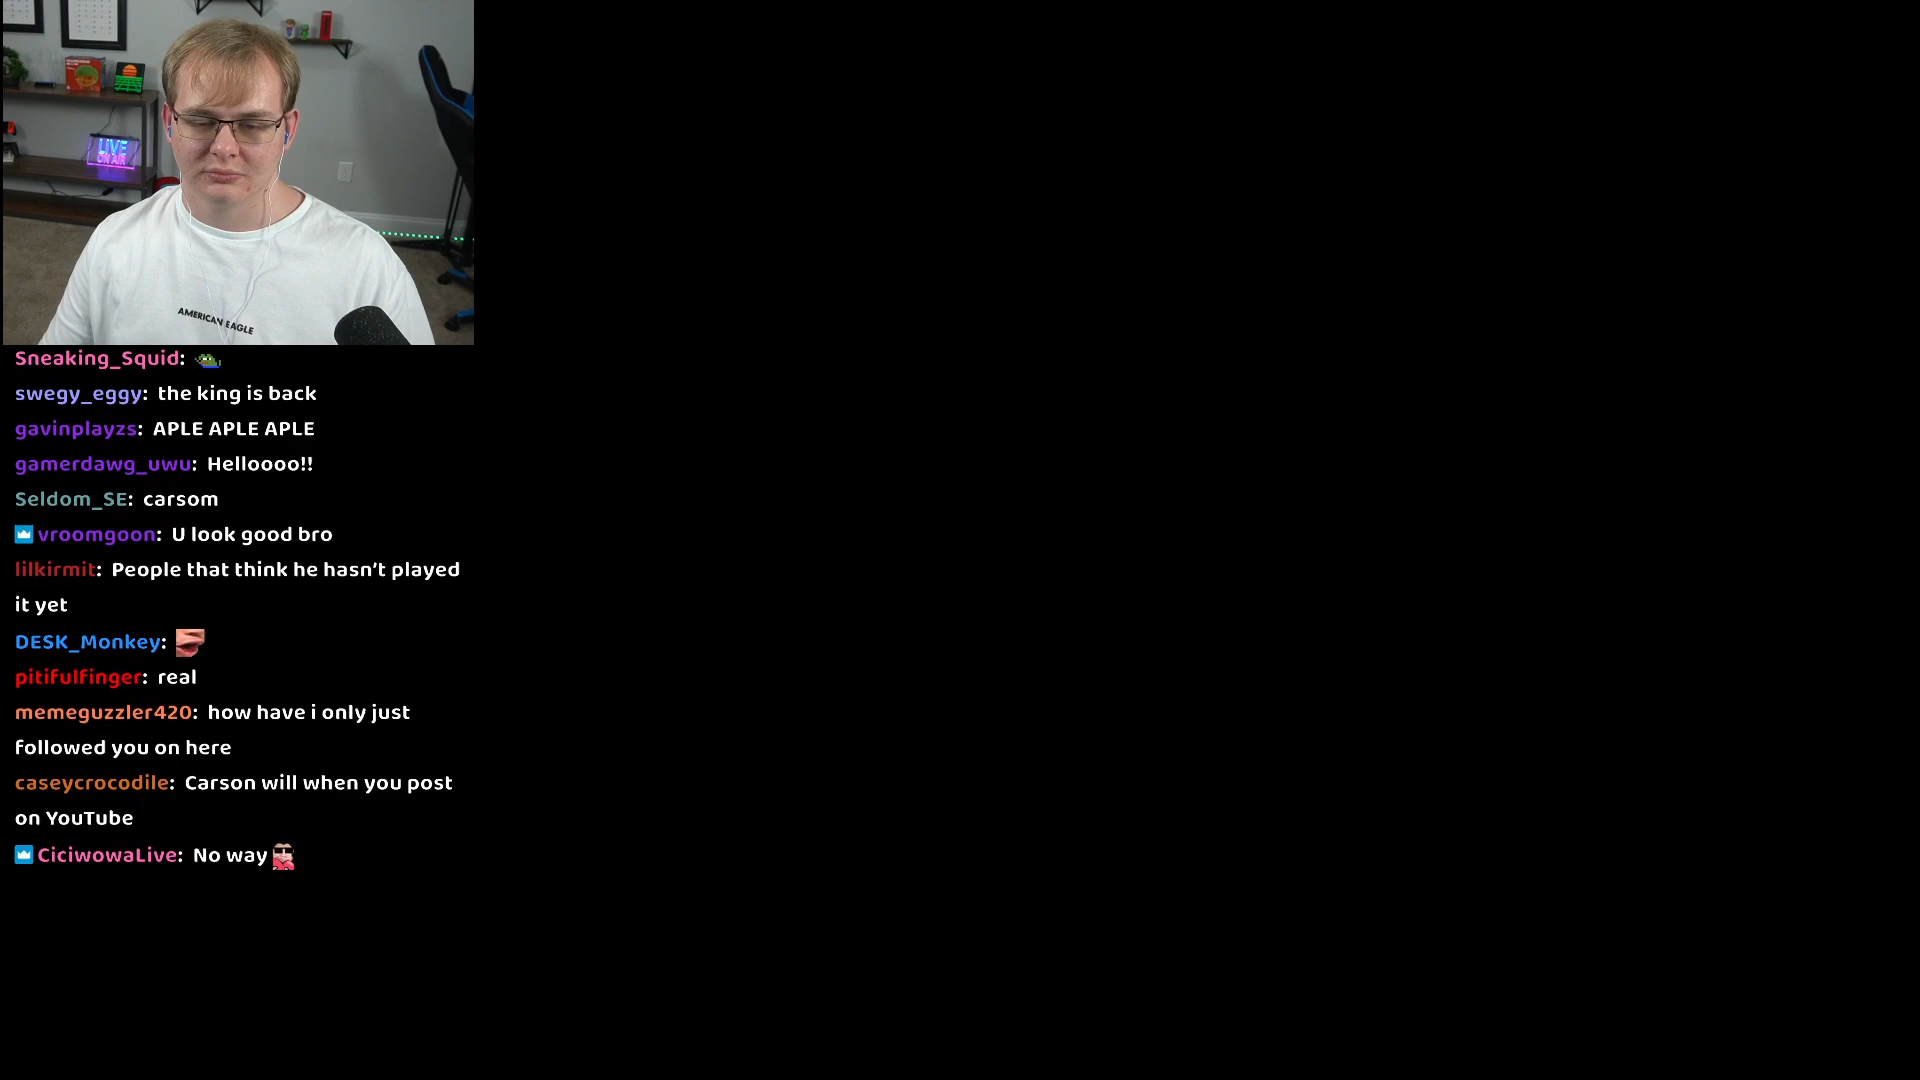 LIVE
ON AIR
AMERICAN EAGLE
Sneaking_Squid:
swegy_eggy: the king is back
gavinplayzs: APLE APLE APLE
gamerdawg_uwu: Helloooo!!
Seldom_SE: carsom
vroomgoon: U look good bro
lilkirmit: People that think he hasn't played
it yet
DESK_Monkey:
pitifulfinger: real
memeguzzler420: how have i only just
followed you on here
caseycrocodile: Carson will when you post
on YouTube
CiciwowaLive: No way